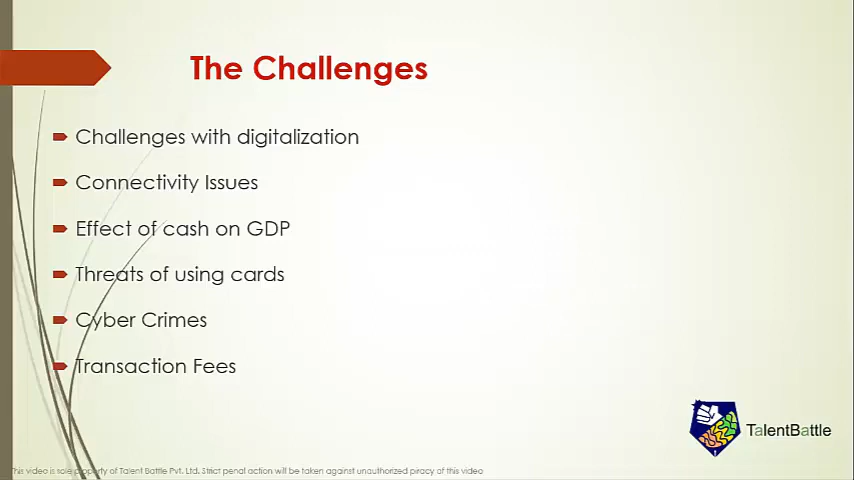 The Challenges
Challenges with digitalization
Connectivity Issues
Effect of cash on GDP
Threats of using cards
Cyber Crimes
Transaction Fees
TalentBattle
This video is sole property of Talent Battle Pvt. Ltd. Strict penal action will be taken against unauthorized piracy of this video